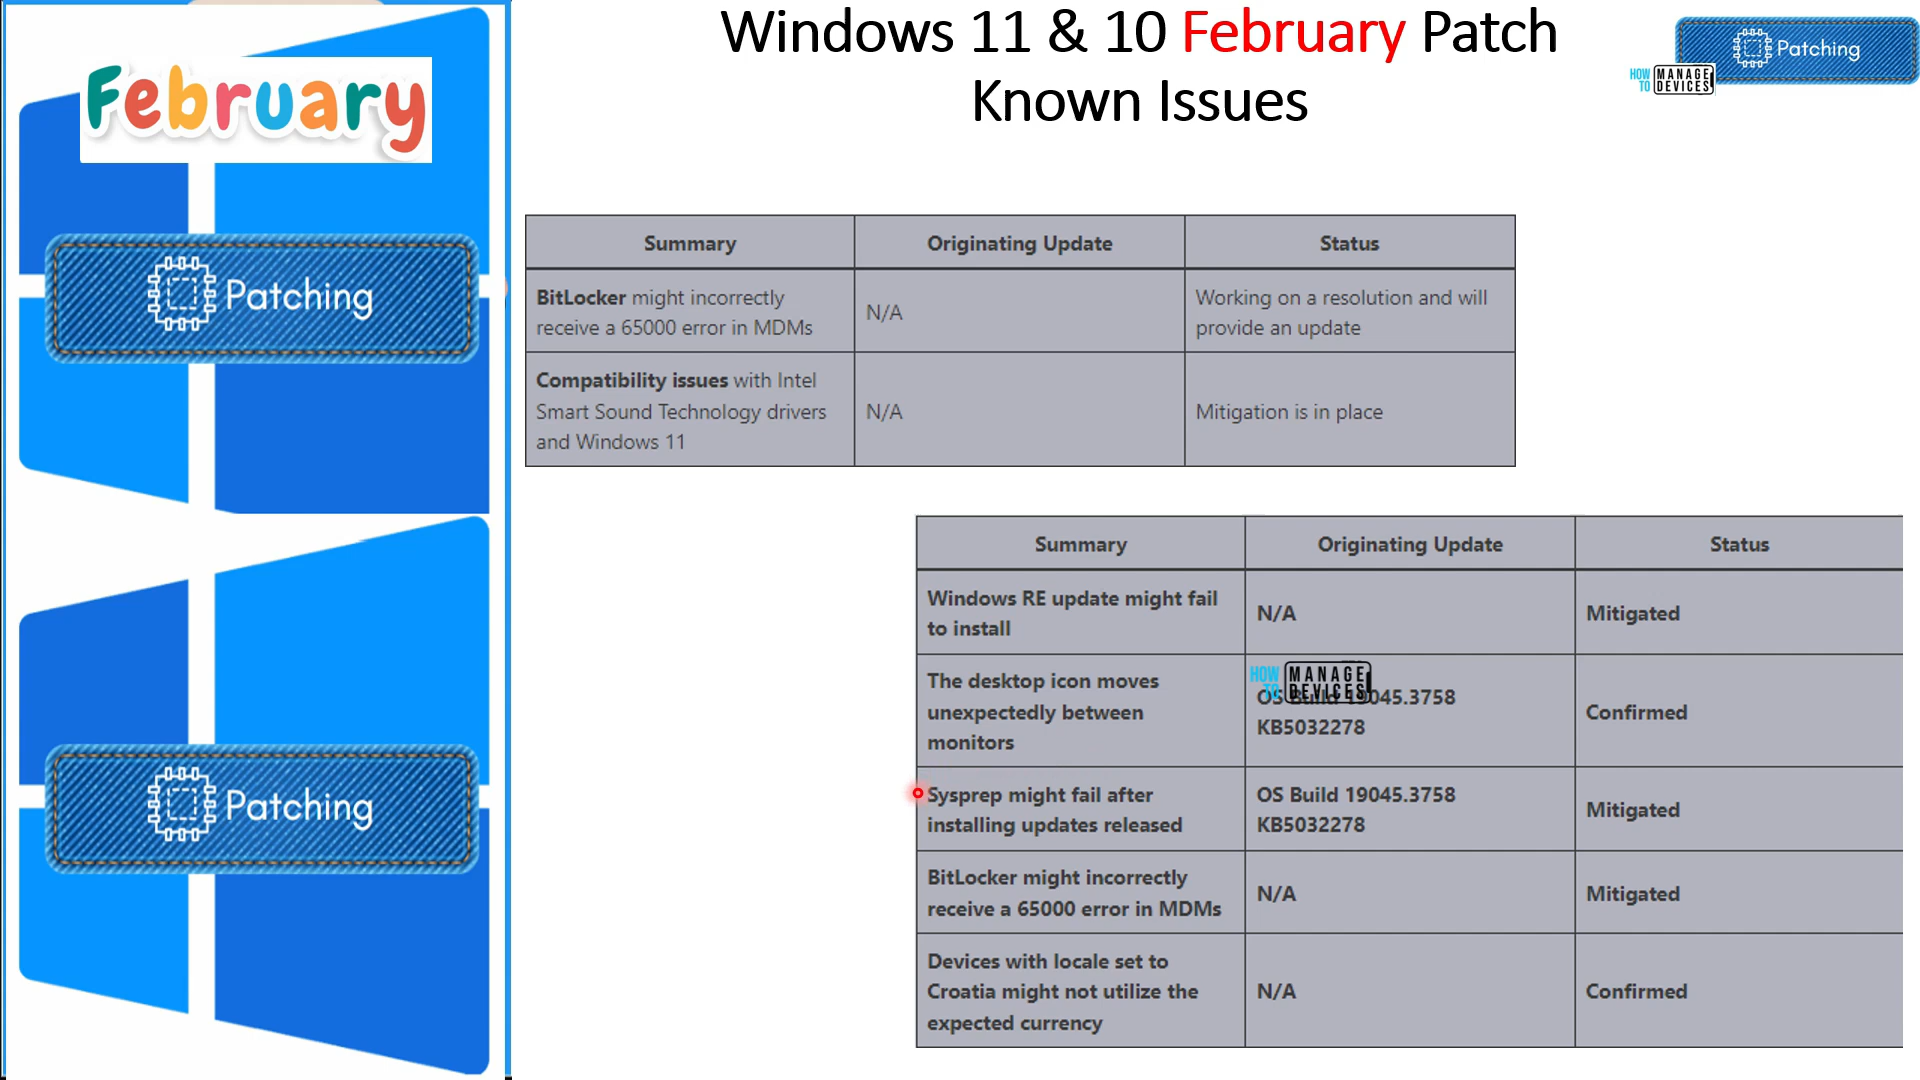 Windows 11 & 10 February Patch
Known Issues
Patching
HOW TO MANAGE DEVICES
February
Patching
Summary Originating Update Status
BitLocker might incorrectly
receive a 65000 error in MDMs
N/A
Working on a resolution and will
provide an update
Compatibility issues with Intel
Smart Sound Technology drivers
and Windows 11
N/A
Mitigation is in place
Summary Originating Update Status
Windows RE update might fail
to install
N/A
Mitigated
The desktop icon moves
unexpectedly between
monitors
HOW TO MANAGE DEVICES
OS Build 19045.3758
KB5032278
Confirmed
Sysprep might fail after
installing updates released
OS Build 19045.3758
KB5032278
Mitigated
BitLocker might incorrectly
receive a 65000 error in MDMs
N/A
Mitigated
Devices with locale set to
Croatia might not utilize the
expected currency
N/A
Confirmed
Patching